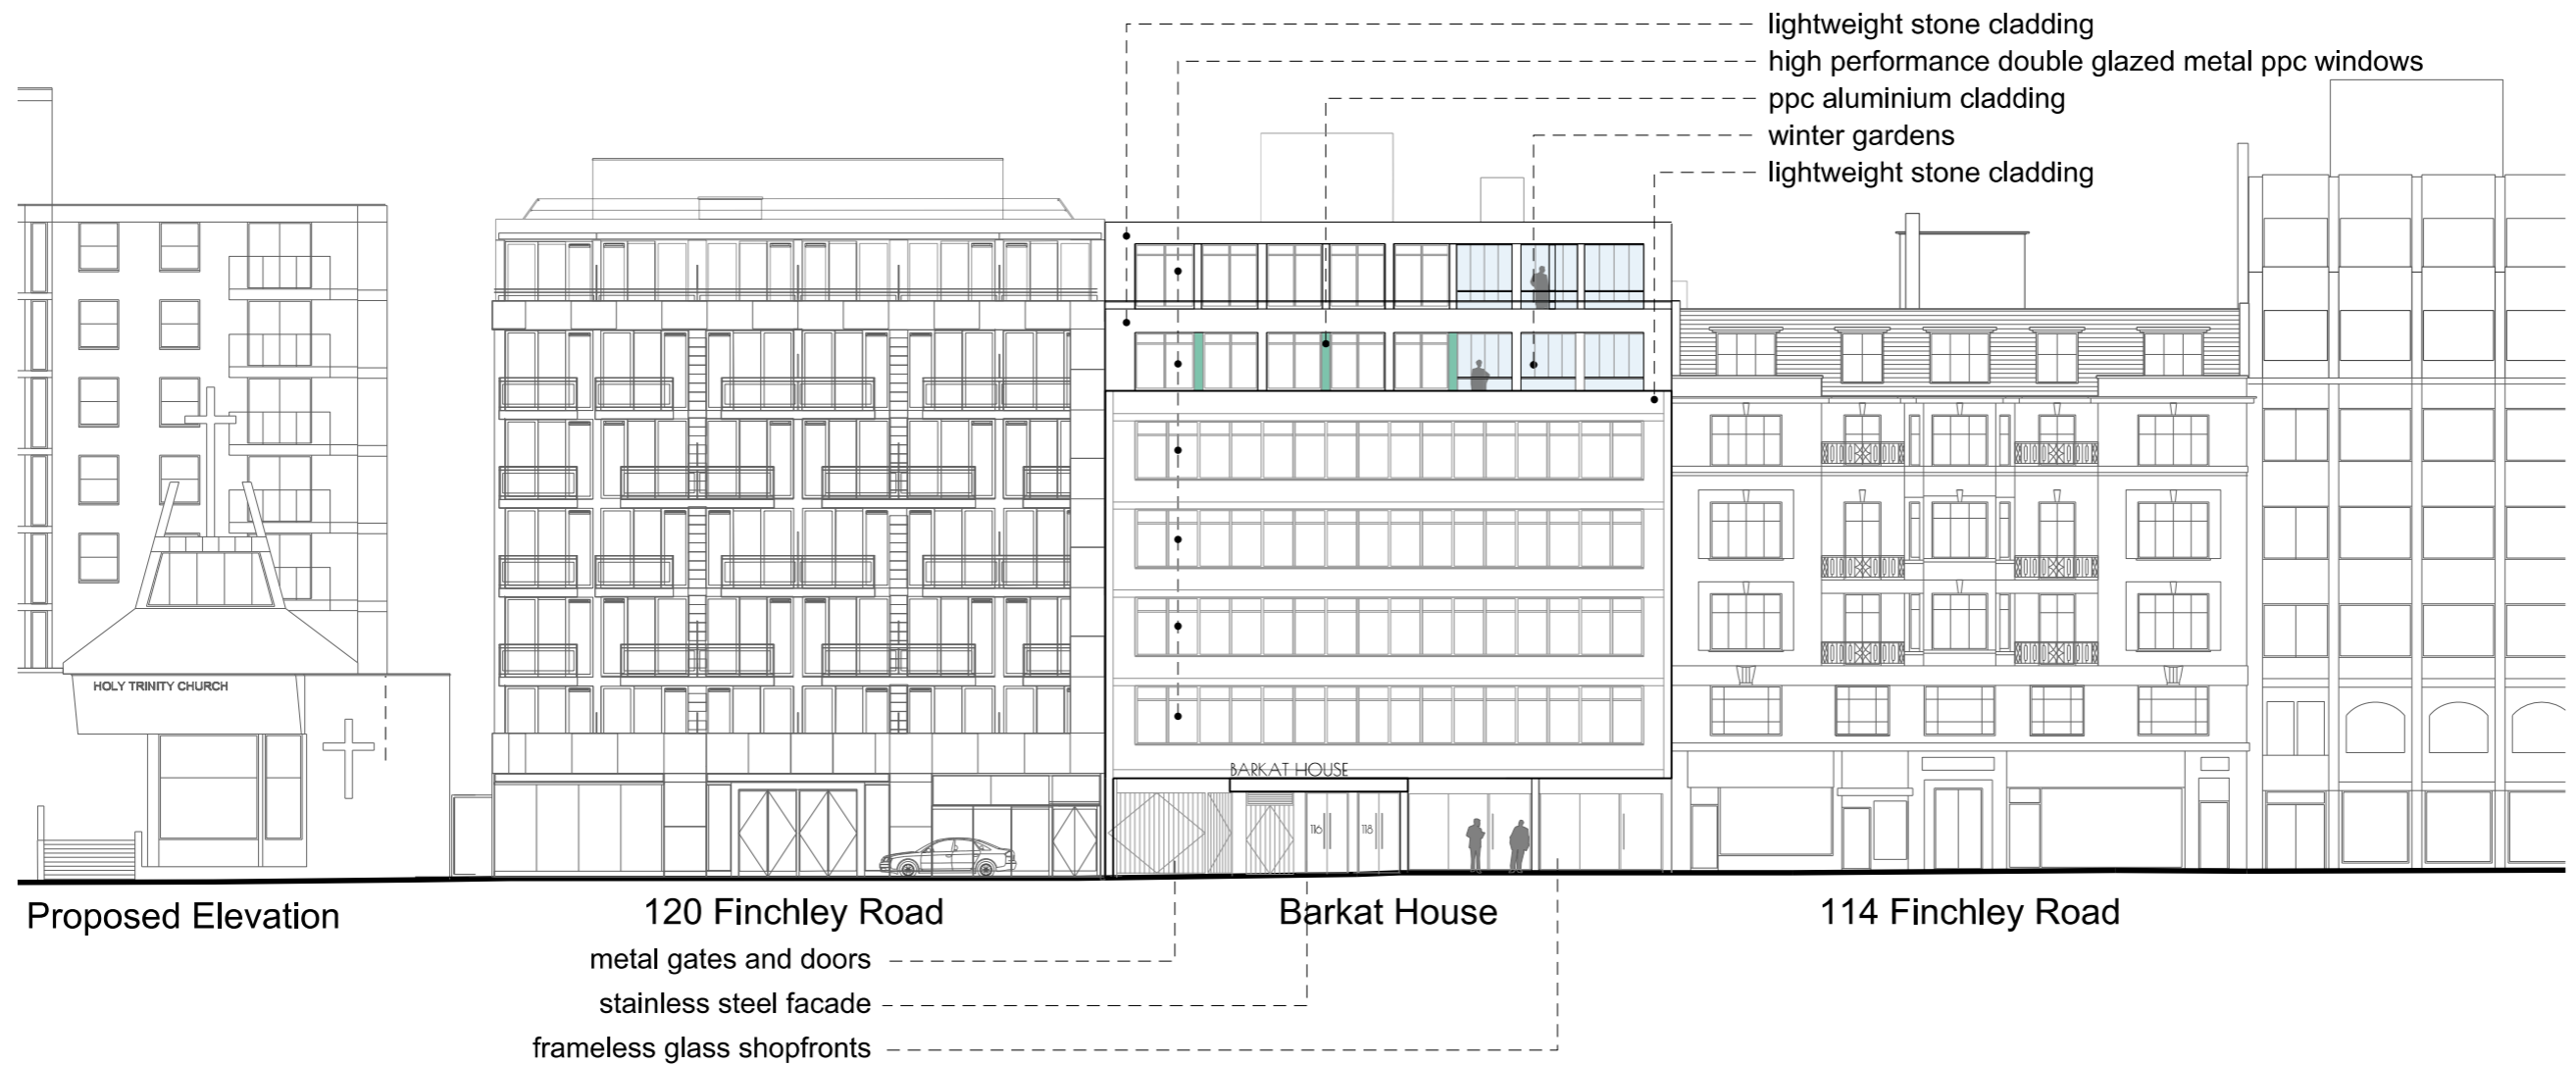 lightweight stone cladding
high performance double glazed metal ppc windows
ppc aluminium cladding
winter gardens
lightweight stone cladding
HOLY TRINITY CHURCH
BARKAT HOUSE
116
118
Proposed Elevation
120 Finchley Road
Barkat House
114 Finchley Road
metal gates and doors
stainless steel facade
frameless glass shopfronts